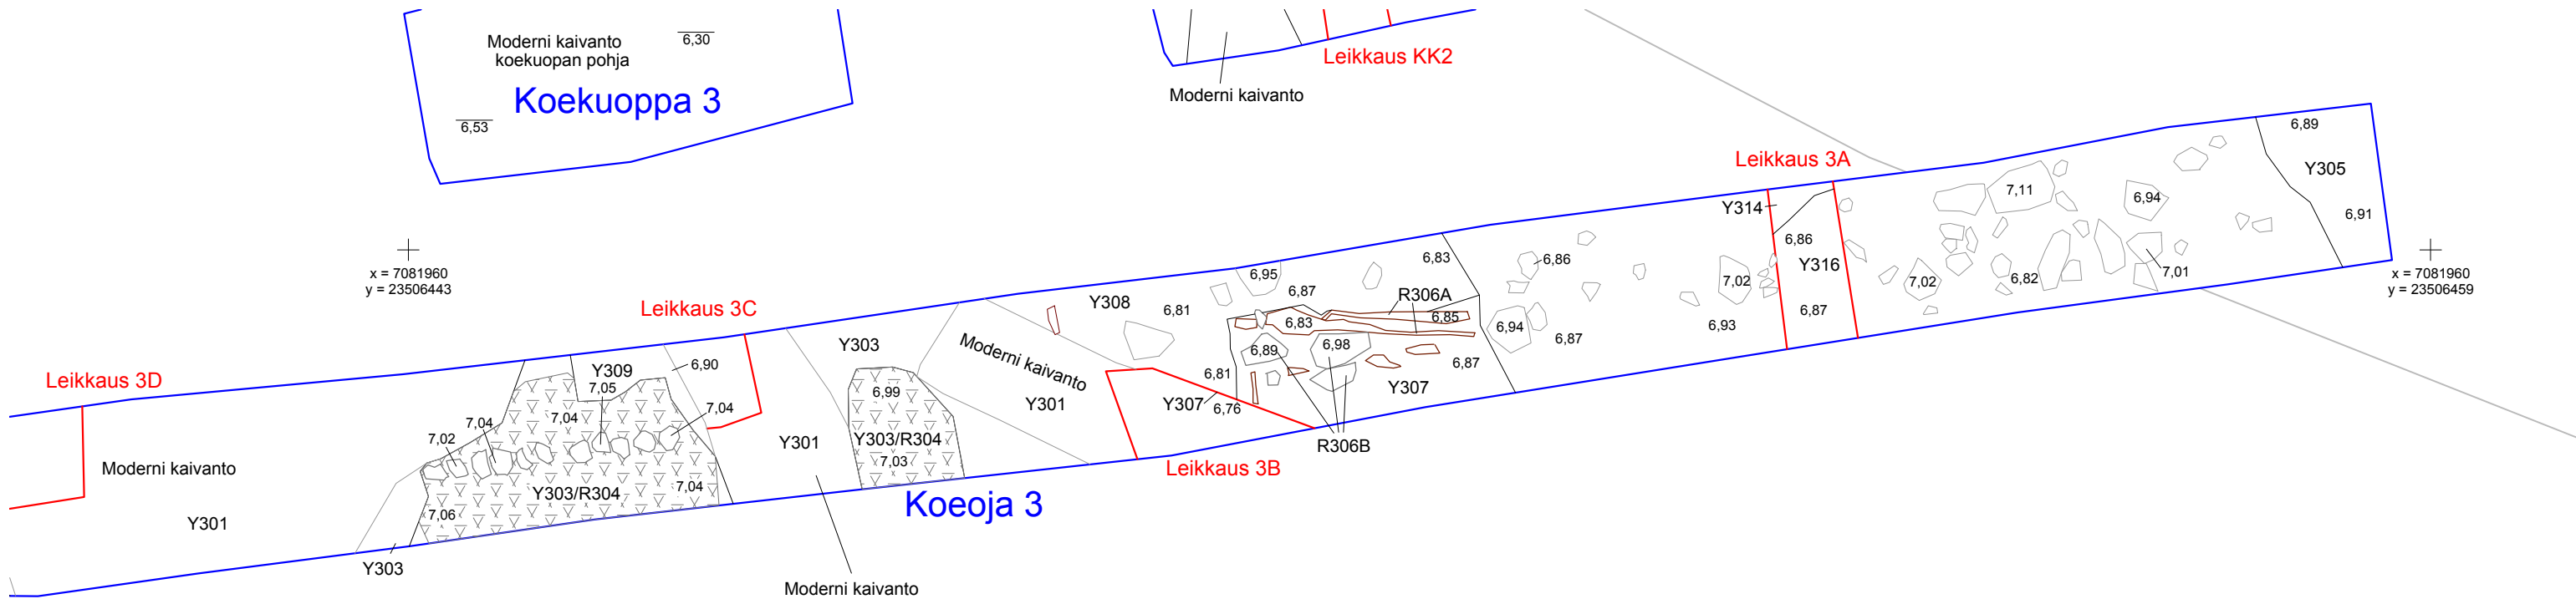 Moderni kaivanto
koekuopan pohja
6,30
Koekuoppa 3
6,53
Leikkaus KK2
Moderni kaivanto
x = 7081960
y = 23506443
Leikkaus 3A
Y314
6,86
Y316
6,87
7,11
6,94
6,89
Y305
6,91
7,02
6,82
7,01
x = 7081960
y = 23506459
6,83
6,86
7,02
6,94
6,87
6,93
Leikkaus 3D
Moderni kaivanto
Y301
Leikkaus 3C
Y309
7,05
6,90
7,04
7,04
7,04
7,02
Y303/R304
7,04
7,06
Y303
Y303
6,99
Y303/R304
7,03
Y301
Moderni kaivanto
Koeoja 3
Moderni kaivanto
Y301
Y308
6,81
6,95
6,87
R306A
6,83
6,85
6,89
6,98
6,87
6,81
Y307
Y307
6,76
R306B
Leikkaus 3B